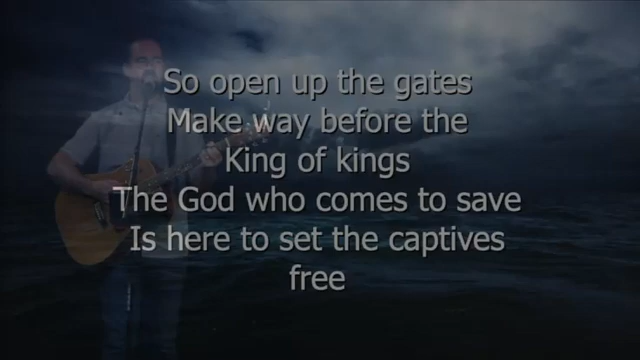 So open up the gates
Make way before the
King of kings
The God who comes to save
Is here to set the captives
free